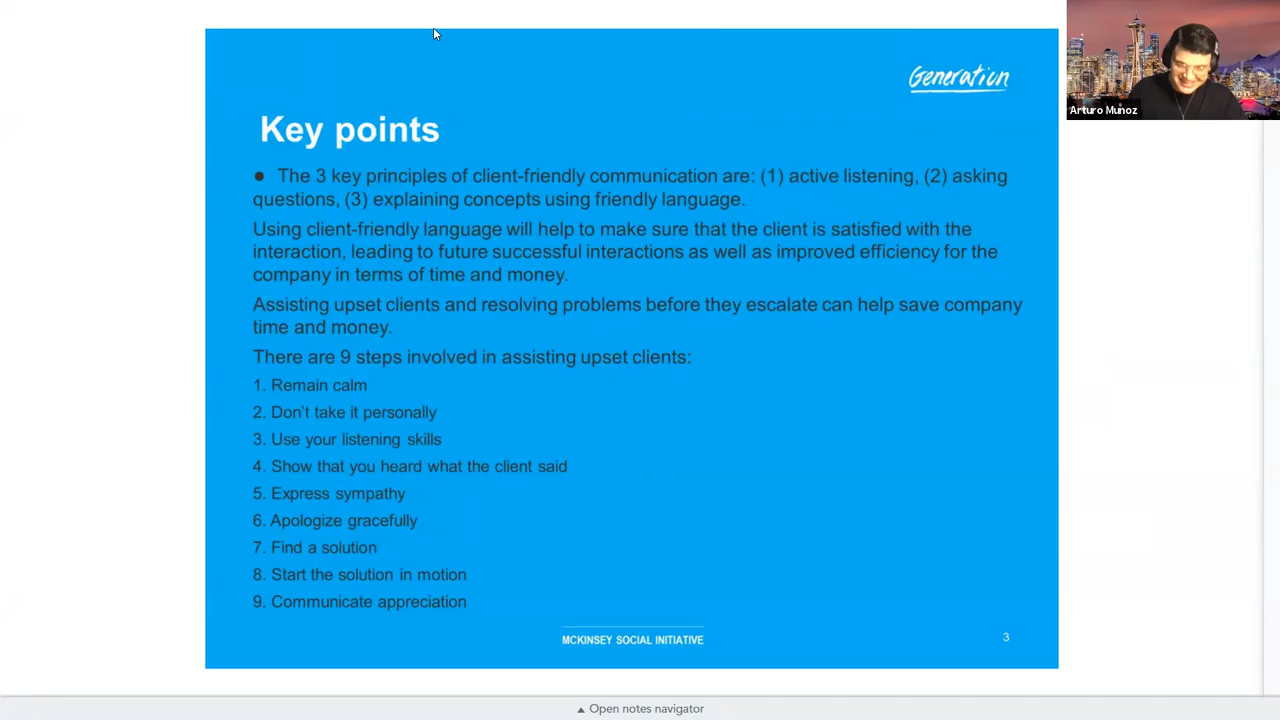 Generation
Arturo Munoz
Key points
● The 3 key principles of client-friendly communication are: (1) active listening, (2) asking
questions, (3) explaining concepts using friendly language.
Using client-friendly language will help to make sure that the client is satisfied with the
interaction, leading to future successful interactions as well as improved efficiency for the
company in terms of time and money.
Assisting upset clients and resolving problems before they escalate can help save company
time and money.
There are 9 steps involved in assisting upset clients:
1. Remain calm
2. Don't take it personally
3. Use your listening skills
4. Show that you heard what the client said
5. Express sympathy
6. Apologize gracefully
7. Find a solution
8. Start the solution in motion
9. Communicate appreciation
MCKINSEY SOCIAL INITIATIVE
3
▲ Open notes navigator